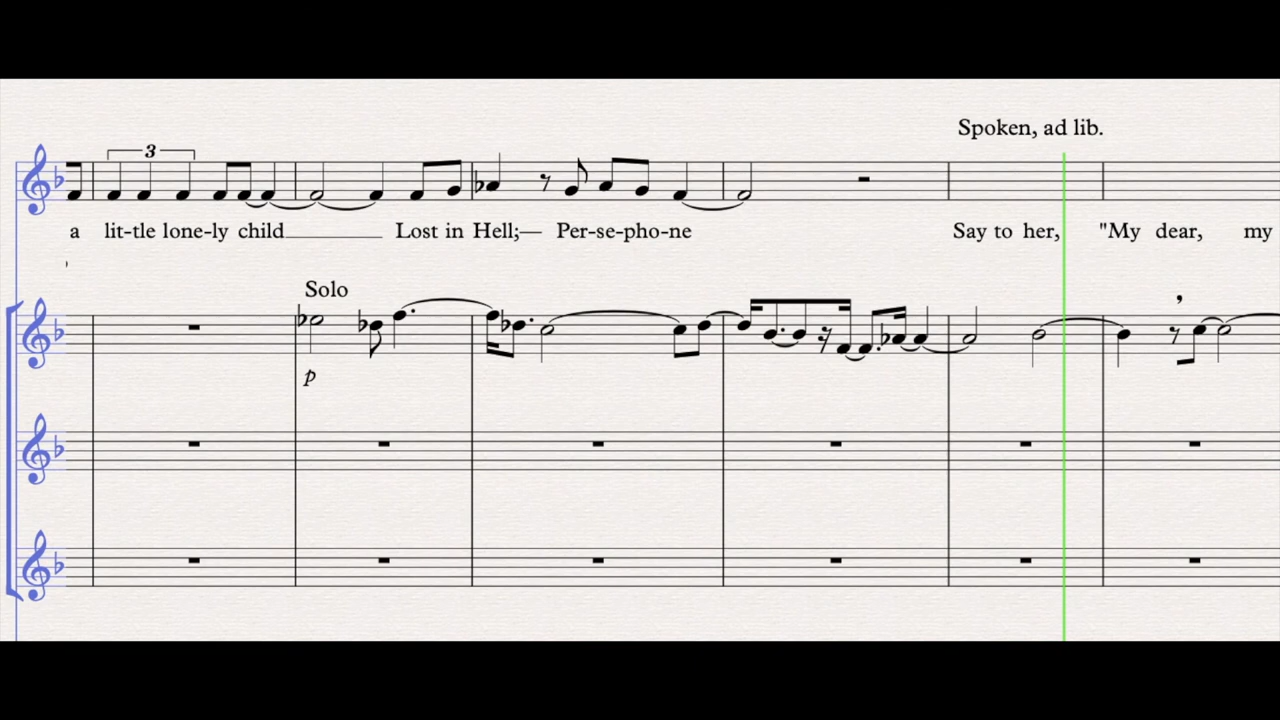 Spoken, ad lib.
3
a lit-tle lone-ly child Lost in Hell;— Per-se-pho-ne Say to her, "My dear, my
Solo
p